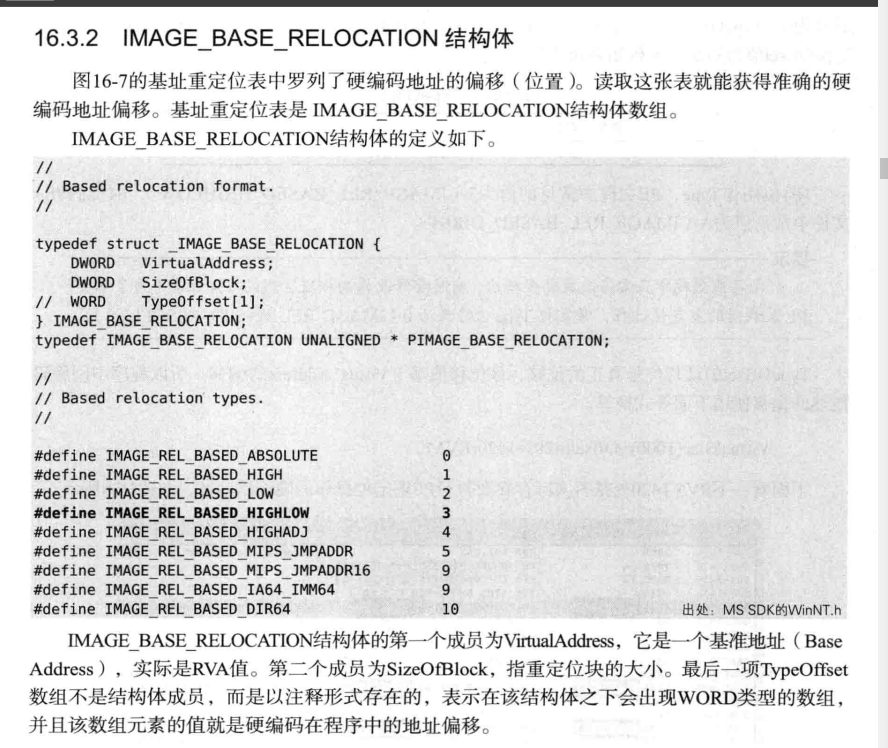 16.3.2 IMAGE_BASE_RELOCATION 结构体
图16-7的基址重定位表中罗列了硬编码地址的偏移（位置）。读取这张表就能获得准确的硬
编码地址偏移。基址重定位表是 IMAGE_BASE_RELOCATION结构体数组。
IMAGE_BASE_RELOCATION结构体的定义如下。
//
// Based relocation format.
//
typedef struct _IMAGE_BASE_RELOCATION {
DWORD VirtualAddress;
DWORD SizeOfBlock;
// WORD TypeOffset[1];
} IMAGE_BASE_RELOCATION;
typedef IMAGE_BASE_RELOCATION UNALIGNED * PIMAGE_BASE_RELOCATION;
//
// Based relocation types.
//
#define IMAGE_REL_BASED_ABSOLUTE 0
#define IMAGE_REL_BASED_HIGH 1
#define IMAGE_REL_BASED_LOW 2
#define IMAGE_REL_BASED_HIGHLOW 3
#define IMAGE_REL_BASED_HIGHADJ 4
#define IMAGE_REL_BASED_MIPS_JMPADDR 5
#define IMAGE_REL_BASED_MIPS_JMPADDR16 9
#define IMAGE_REL_BASED_IA64_IMM64 9
#define IMAGE_REL_BASED_DIR64 10 出处：MS SDK的WinNT.h
IMAGE_BASE_RELOCATION结构体的第一个成员为VirtualAddress，它是一个基准地址（Base
Address），实际是RVA值。第二个成员为SizeOfBlock，指重定位块的大小。最后一项TypeOffset
数组不是结构体成员，而是以注释形式存在的，表示在该结构体之下会出现WORD类型的数组，
并且该数组元素的值就是硬编码在程序中的地址偏移。